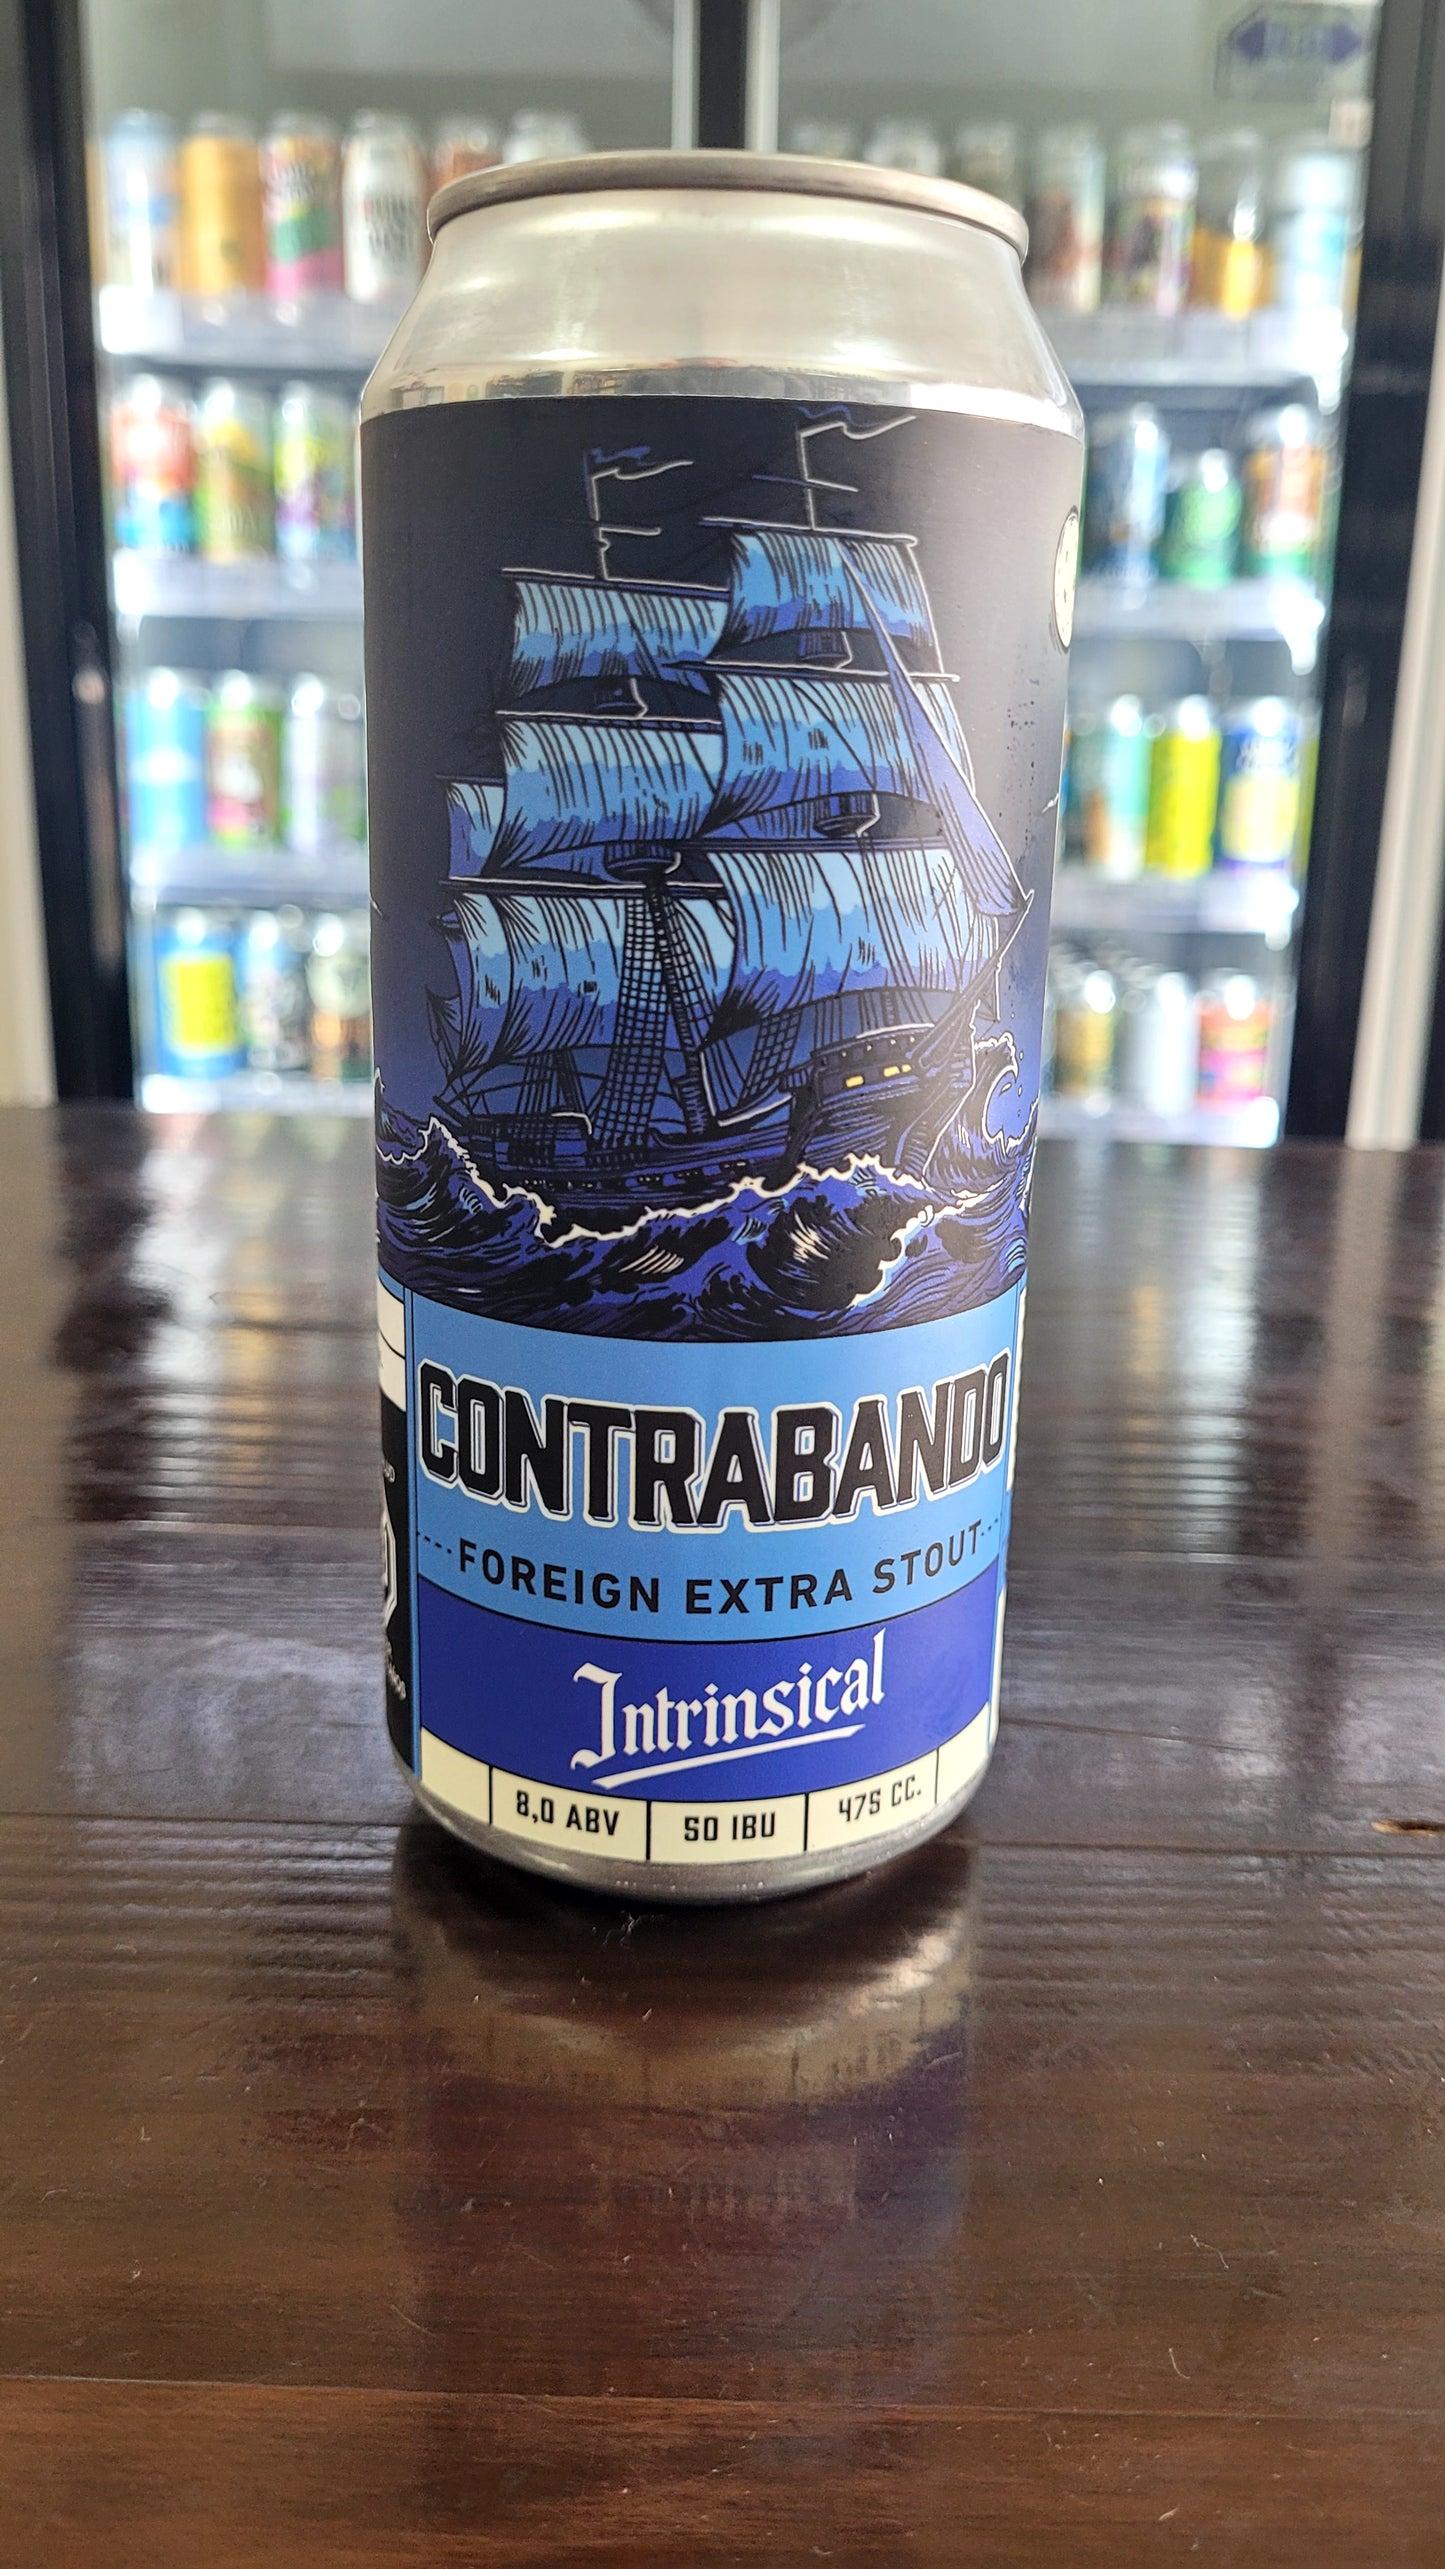 CONTRABANDO
FOREIGN EXTRA STOUT
Intrinsical
8,0 ABV
50 IBU
475 CC.